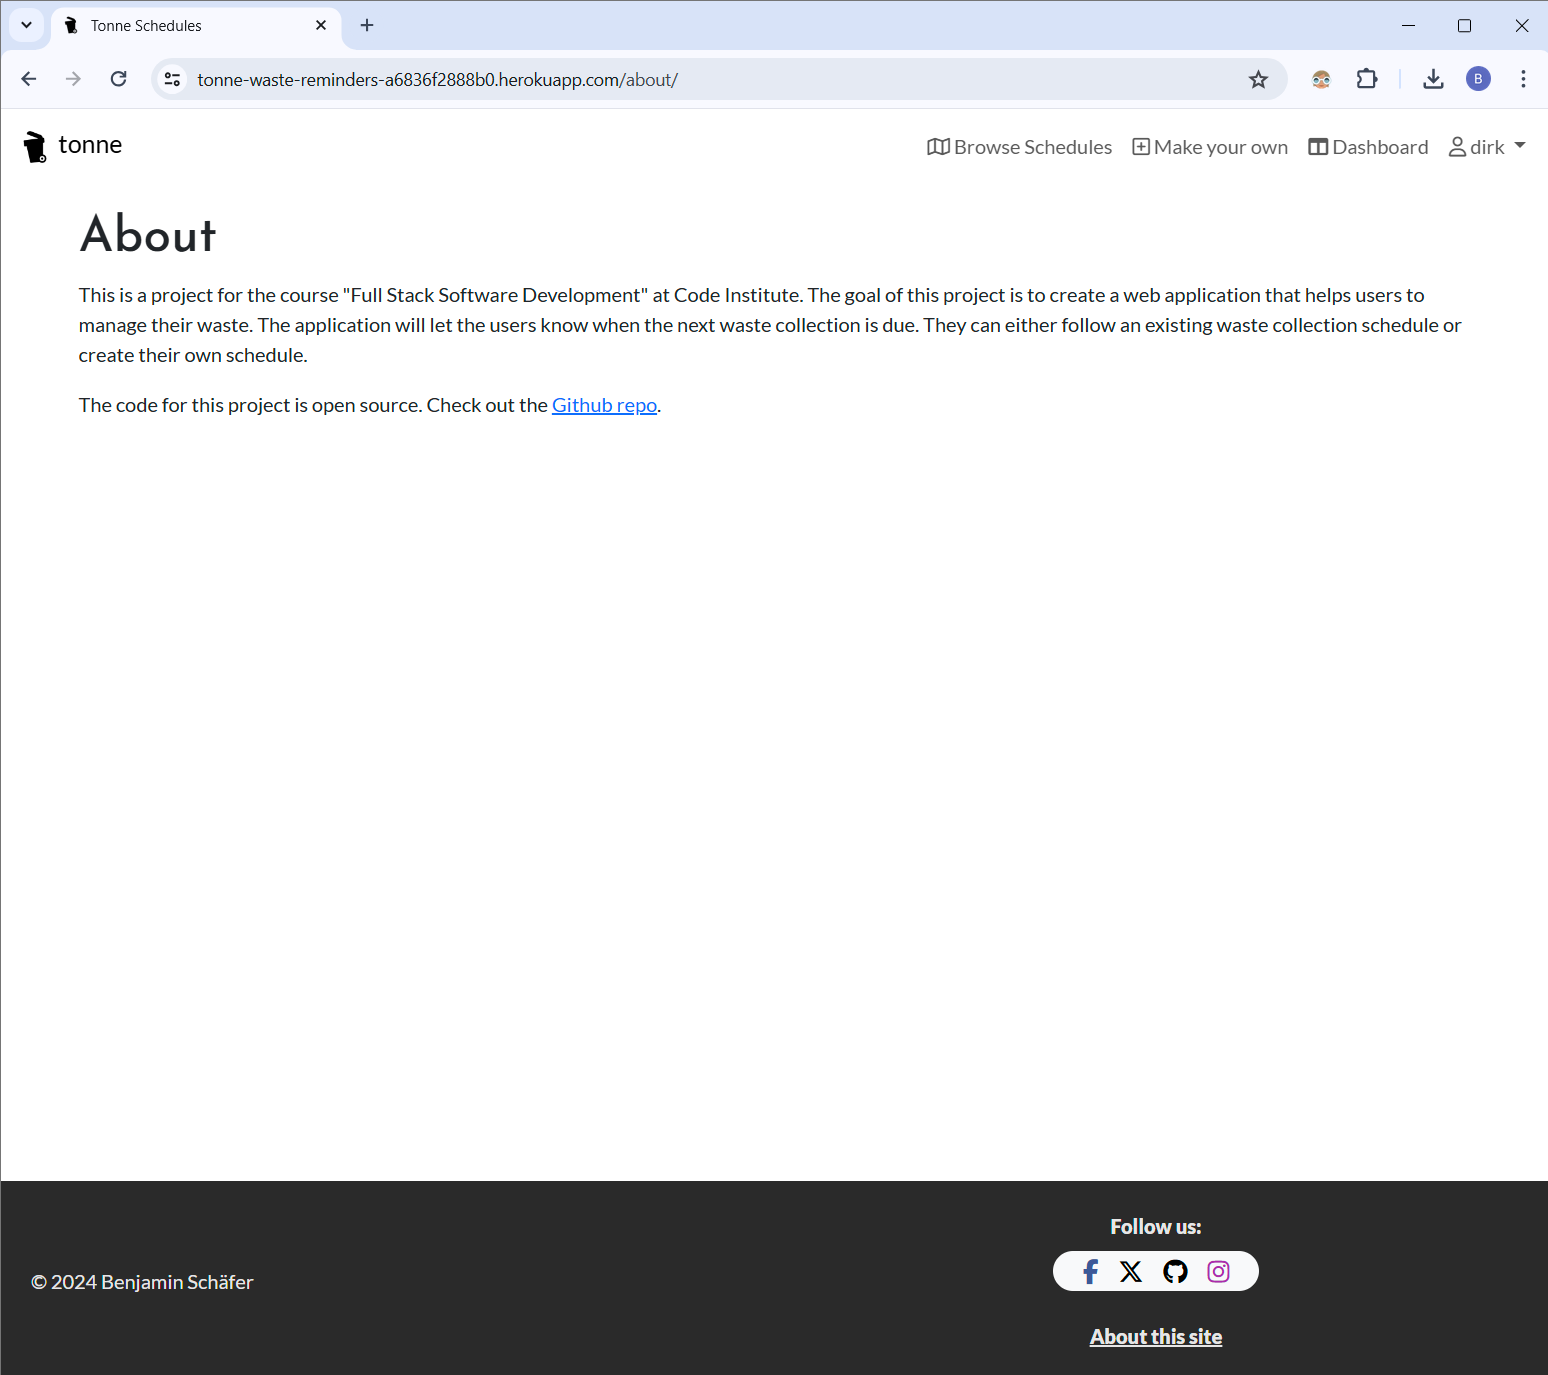 Tonne Schedules
tonne-waste-reminders-a6836f2888b0.herokuapp.com/about/
B
tonne
Browse Schedules
Make your own
Dashboard
dirk
About
This is a project for the course "Full Stack Software Development" at Code Institute. The goal of this project is to create a web application that helps users to
manage their waste. The application will let the users know when the next waste collection is due. They can either follow an existing waste collection schedule or
create their own schedule.
The code for this project is open source. Check out the Github repo.
Follow us:
© 2024 Benjamin Schäfer
About this site